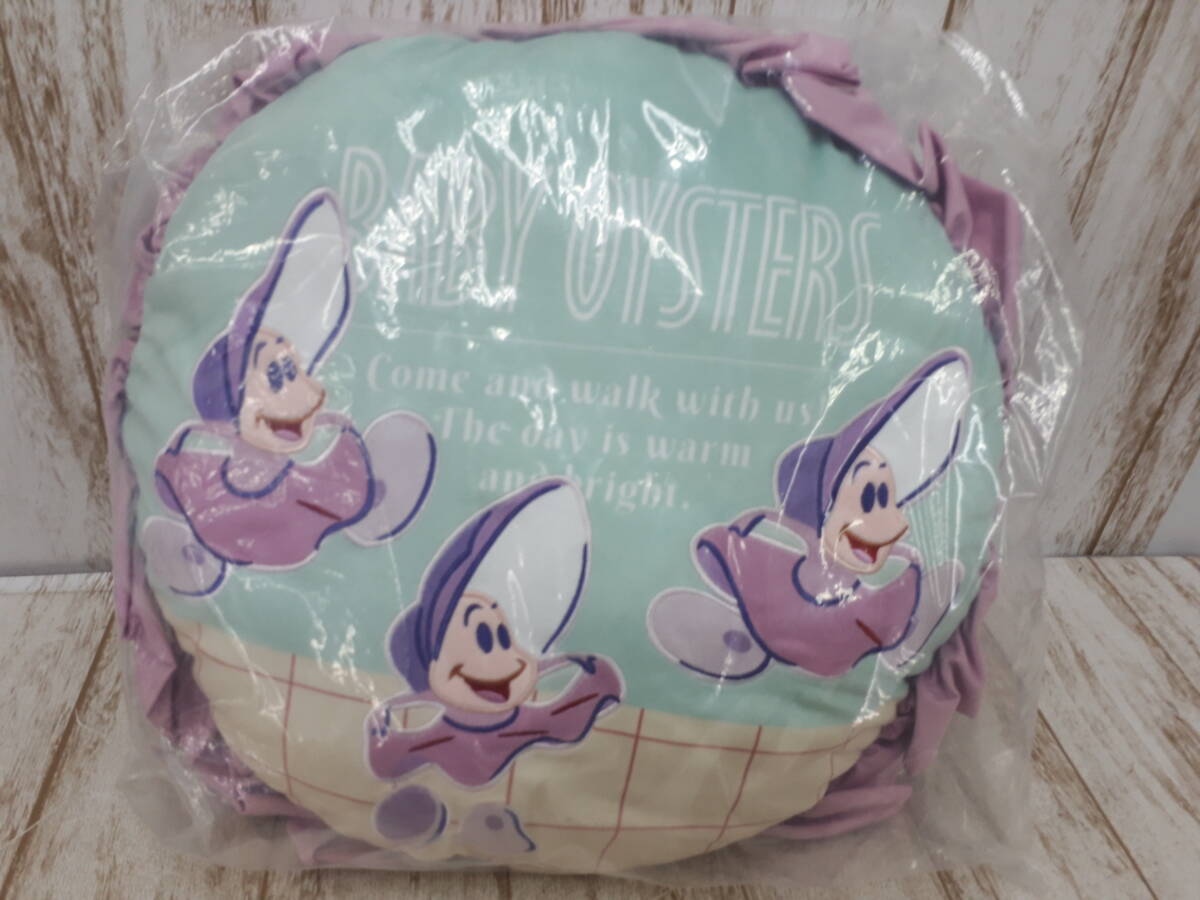 BABY OYSTERS
Come and walk with us!
The day is warm
and bright.